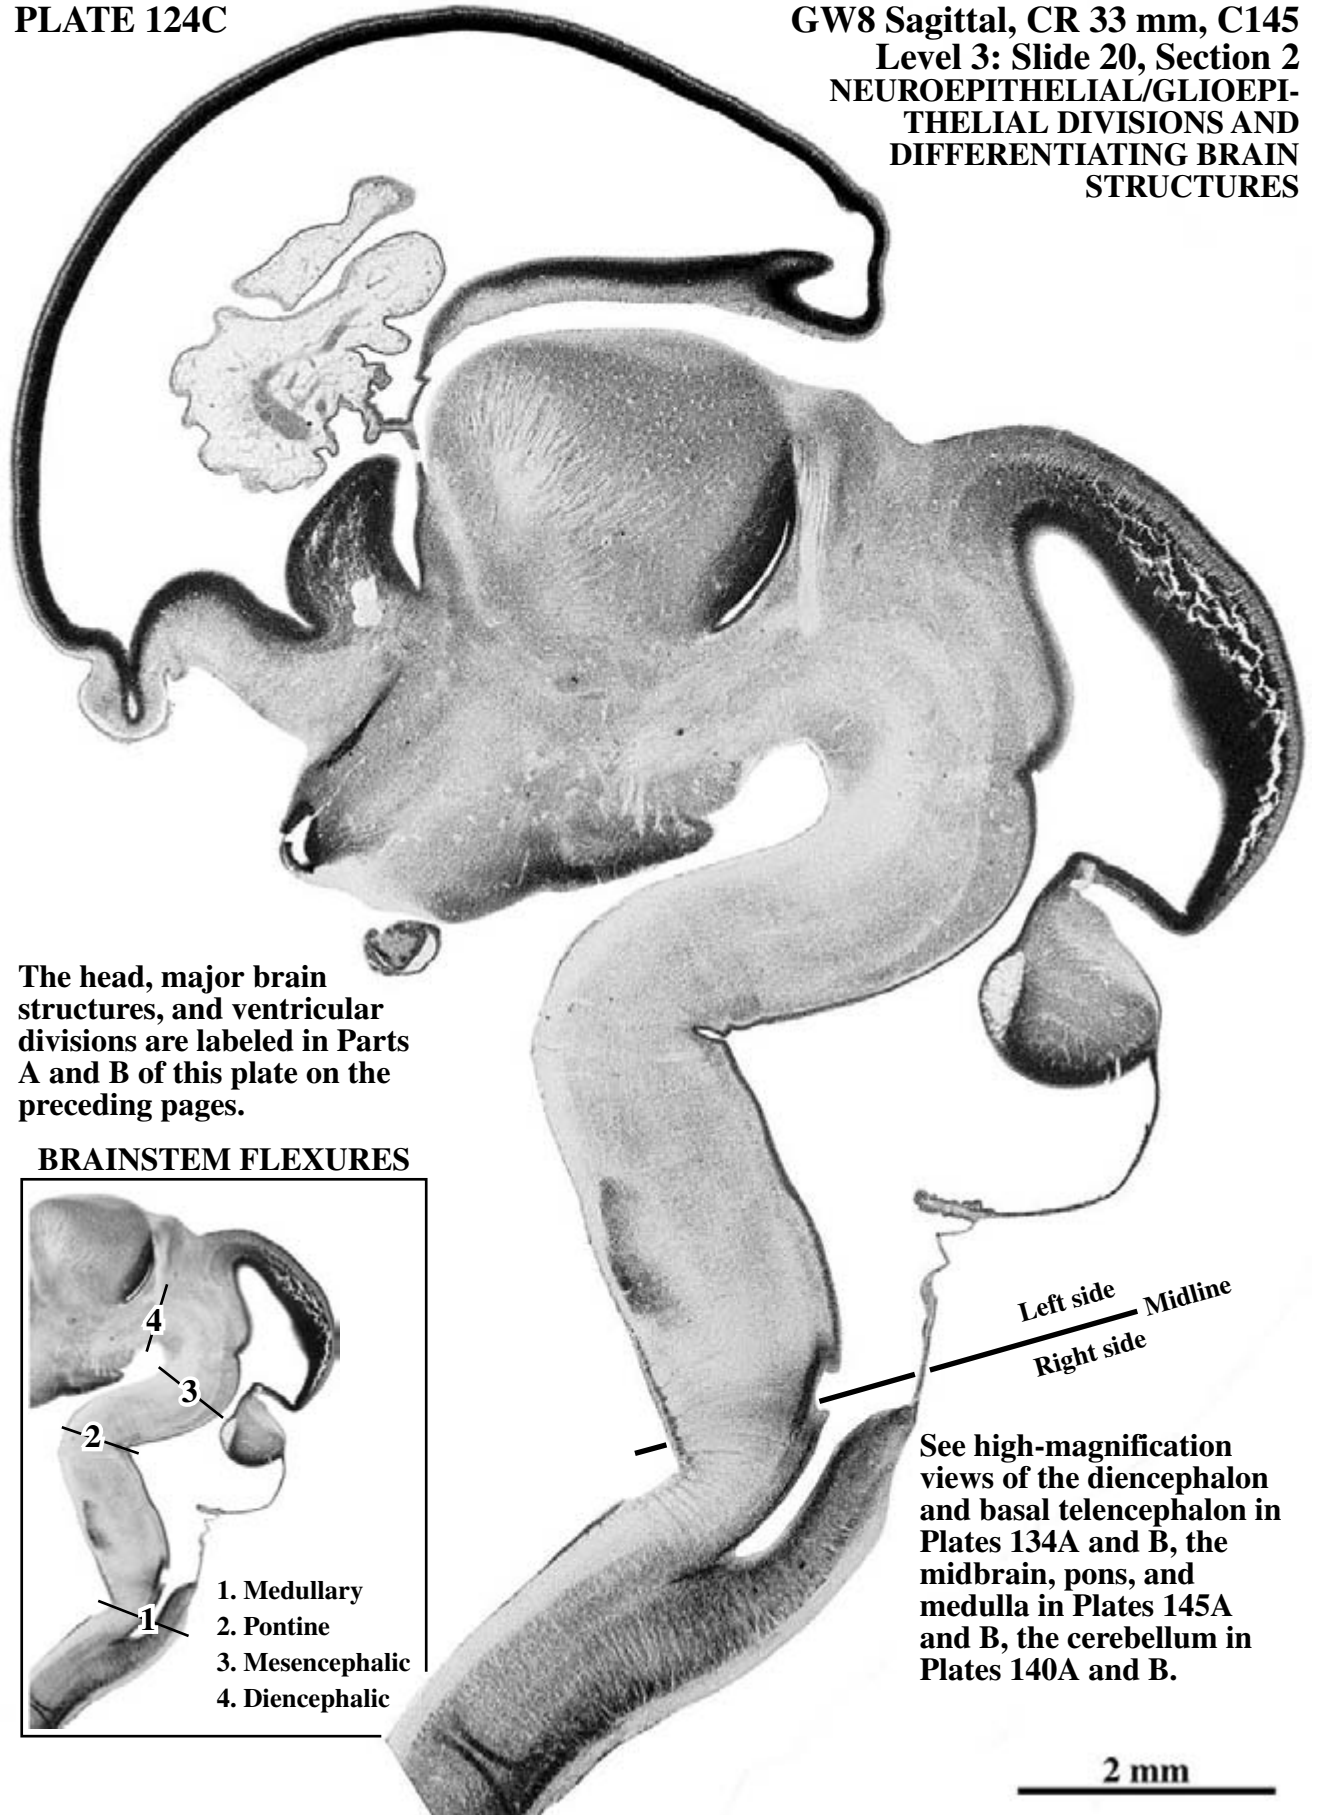 PLATE 124C
GW8 Sagittal, CR 33 mm, C145
Level 3: Slide 20, Section 2
NEUROEPITHELIAL/GLIOEPI-
THELIAL DIVISIONS AND
DIFFERENTIATING BRAIN
STRUCTURES
The head, major brain
structures, and ventricular
divisions are labeled in Parts
A and B of this plate on the
preceding pages.
BRAINSTEM FLEXURES
4
3
2
1
1. Medullary
2. Pontine
3. Mesencephalic
4. Diencephalic
Left side
Midline
Right side
See high-magnification
views of the diencephalon
and basal telencephalon in
Plates 134A and B, the
midbrain, pons, and
medulla in Plates 145A
and B, the cerebellum in
Plates 140A and B.
2 mm